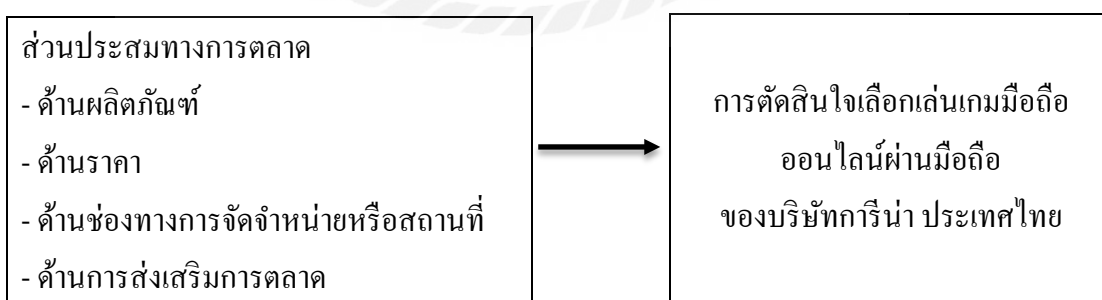 ส่วนประสมทางการตลาด
- ด้านผลิตภัณฑ์
- ด้านราคา
- ด้านช่องทางการจัดจำหน่ายหรือสถานที่
- ด้านการส่งเสริมการตลาด
การตัดสินใจเลือกเล่นเกมมือถือ
ออนไลน์ผ่านมือถือ
ของบริษัทการีน่า ประเทศไทย